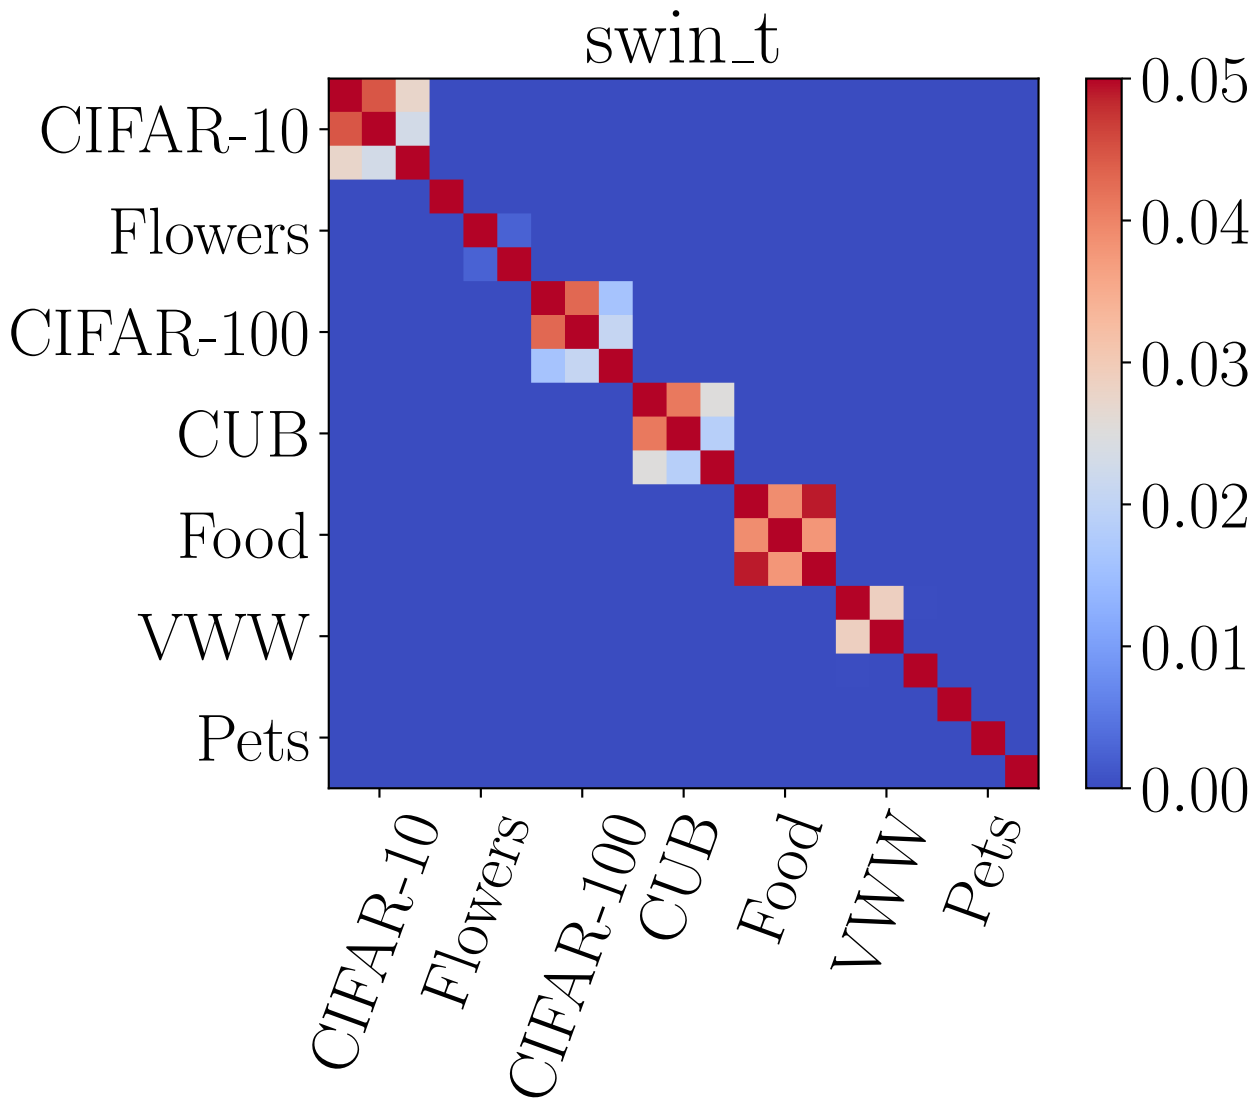 swin_t
CIFAR-10
Flowers
CIFAR-100
CUB
Food
VWW
Pets
0.05
0.04
0.03
0.02
0.01
0.00
CIFAR-10
Flowers
CIFAR-100
CUB
Food
VWW
Pets